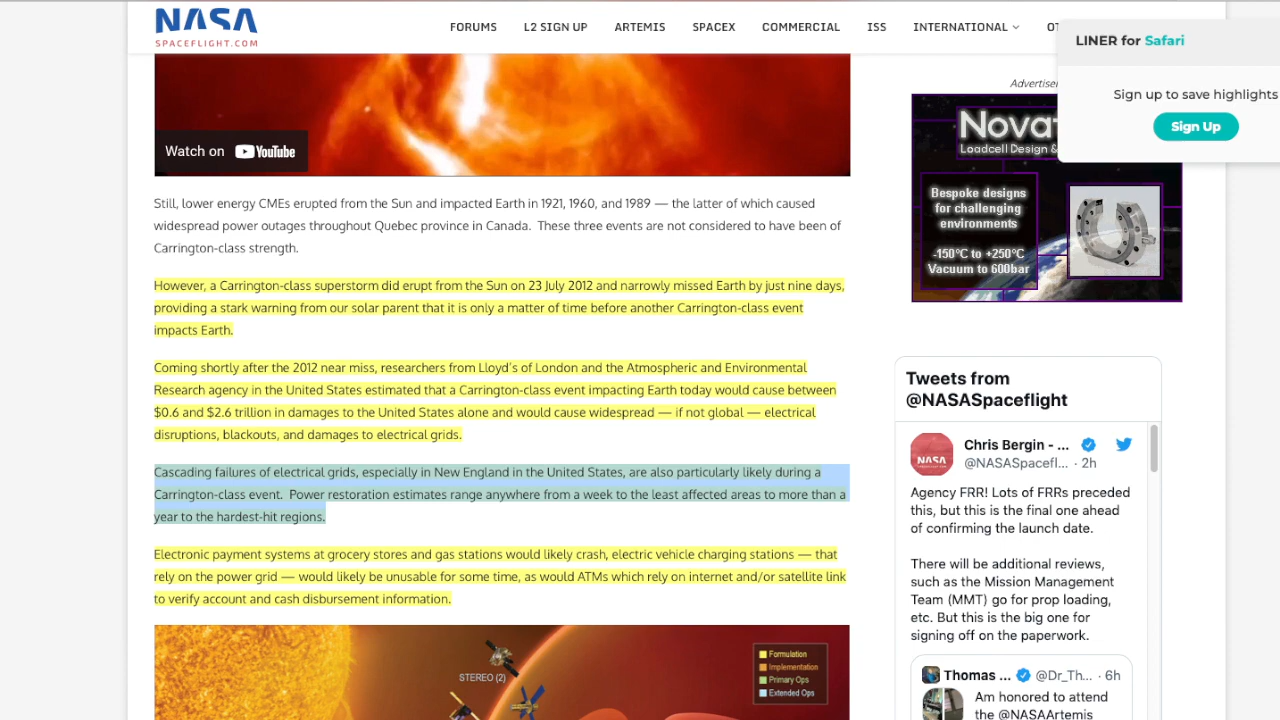 NASA
SPACEFLIGHT.COM
FORUMS L2 SIGN UP ARTEMIS SPACEX COMMERCIAL ISS INTERNATIONAL
LINER for Safari
Sign up to save highlights
Sign Up
Watch on YouTube
Still, lower energy CMEs erupted from the Sun and impacted Earth in 1921, 1960, and 1989 — the latter of which caused
widespread power outages throughout Quebec province in Canada. These three events are not considered to have been of
Carrington-class strength.
However, a Carrington-class superstorm did erupt from the Sun on 23 July 2012 and narrowly missed Earth by just nine days,
providing a stark warning from our solar parent that it is only a matter of time before another Carrington-class event
impacts Earth.
Coming shortly after the 2012 near miss, researchers from Lloyd's of London and the Atmospheric and Environmental
Research agency in the United States estimated that a Carrington-class event impacting Earth today would cause between
$0.6 and $2.6 trillion in damages to the United States alone and would cause widespread — if not global — electrical
disruptions, blackouts, and damages to electrical grids.
Cascading failures of electrical grids, especially in New England in the United States, are also particularly likely during a
Carrington-class event. Power restoration estimates range anywhere from a week to the least affected areas to more than a
year to the hardest-hit regions.
Electronic payment systems at grocery stores and gas stations would likely crash, electric vehicle charging stations — that
rely on the power grid — would likely be unusable for some time, as would ATMs which rely on internet and/or satellite link
to verify account and cash disbursement information.
STEREO (2)
Formulation
Implementation
Primary Ops
Extended Ops
Loadcell Design &
Bespoke designs
for challenging
environments
-150°C to +250°C
Vacuum to 600bar
Tweets from
@NASASpaceflight
Chris Bergin - ...
@NASASpacefl... · 2h
Agency FRR! Lots of FRRs preceded
this, but this is the final one ahead
of confirming the launch date.
There will be additional reviews,
such as the Mission Management
Team (MMT) go for prop loading,
etc. But this is the big one for
signing off on the paperwork.
Thomas ... @Dr_Th... · 6h
Am honored to attend
the @NASAArtemis